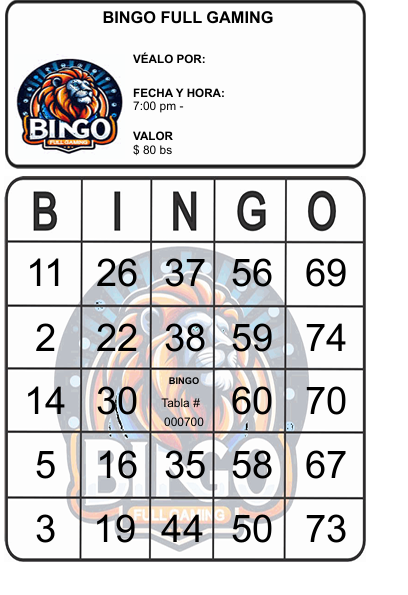 BINGO FULL GAMING
BINGO
FULL GAMING
VÉALO POR:
FECHA Y HORA:
7:00 pm -
VALOR
$ 80 bs
B I N G O
11 26 37 56 69
2 22 38 59 74
14 30 BINGO 60 70
Tabla #
000700
5 16 35 58 67
3 19 44 50 73
BINGO
FULL GAMING